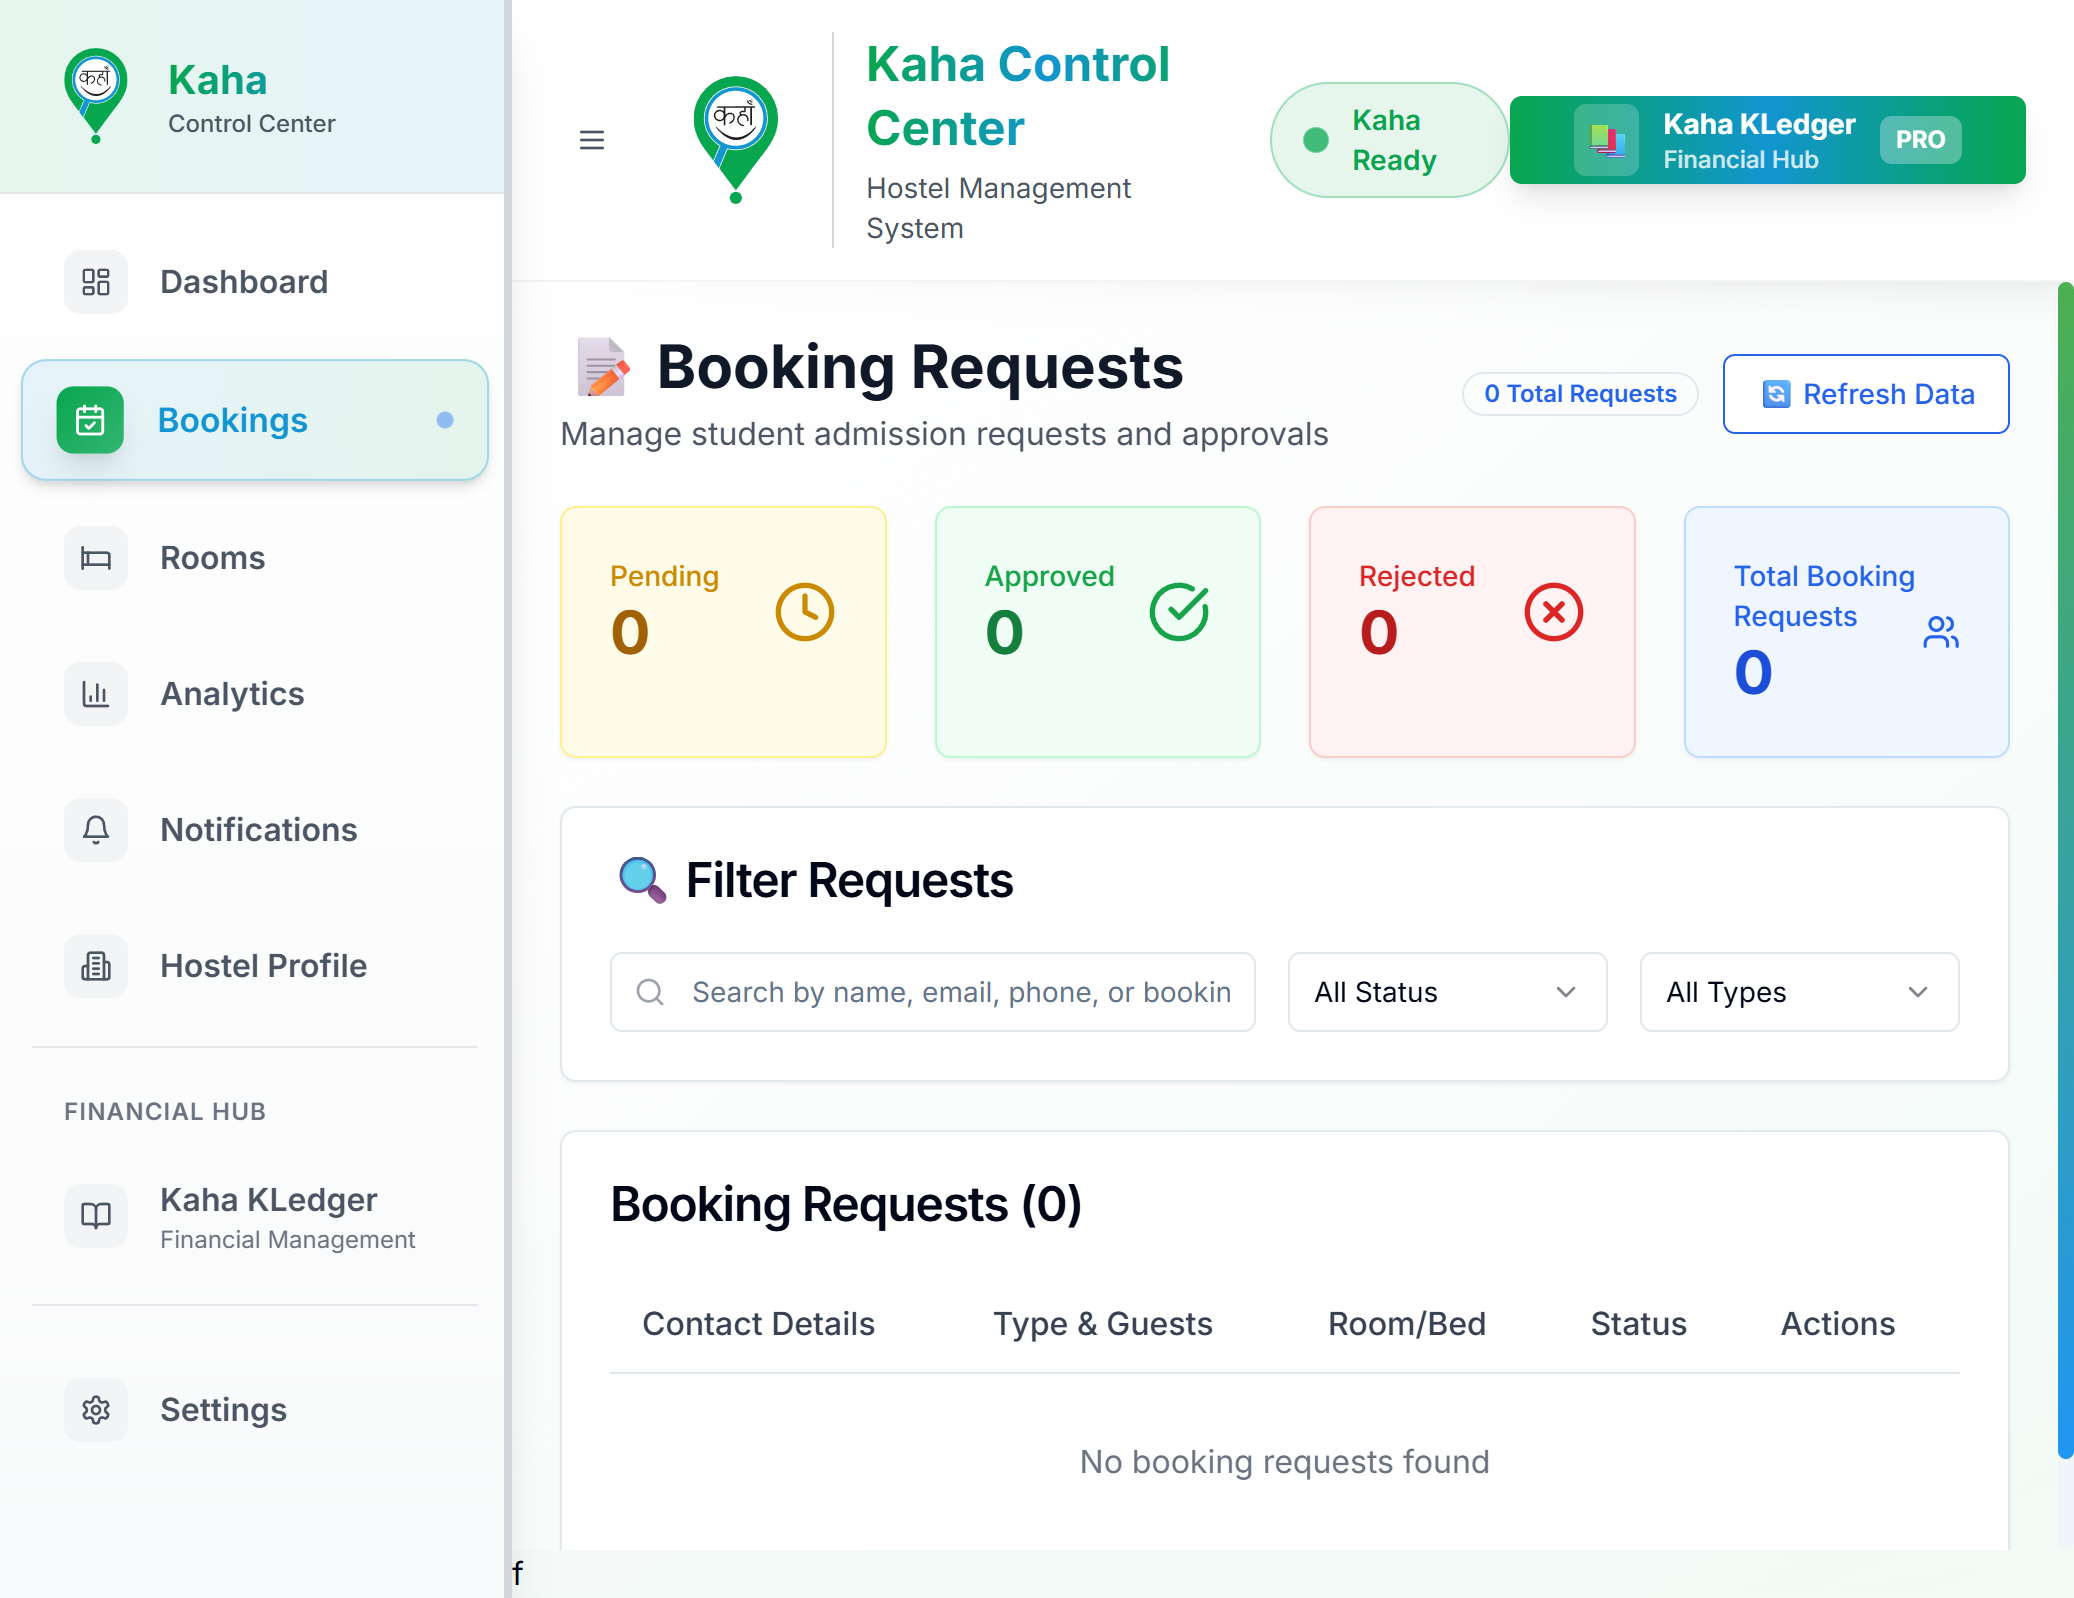 कहाँ
Kaha
Control Center
Dashboard
Bookings
Rooms
Analytics
Notifications
Hostel Profile
FINANCIAL HUB
Kaha KLedger
Financial Management
Settings
कहाँ
Kaha Control
Center
Hostel Management
System
Kaha
Ready
Kaha KLedger
Financial Hub
PRO
Booking Requests
Manage student admission requests and approvals
0 Total Requests
Refresh Data
Pending
0
Approved
0
Rejected
0
Total Booking
Requests
0
Filter Requests
Search by name, email, phone, or bookin
All Status
All Types
Booking Requests (0)
Contact Details
Type & Guests
Room/Bed
Status
Actions
No booking requests found
f